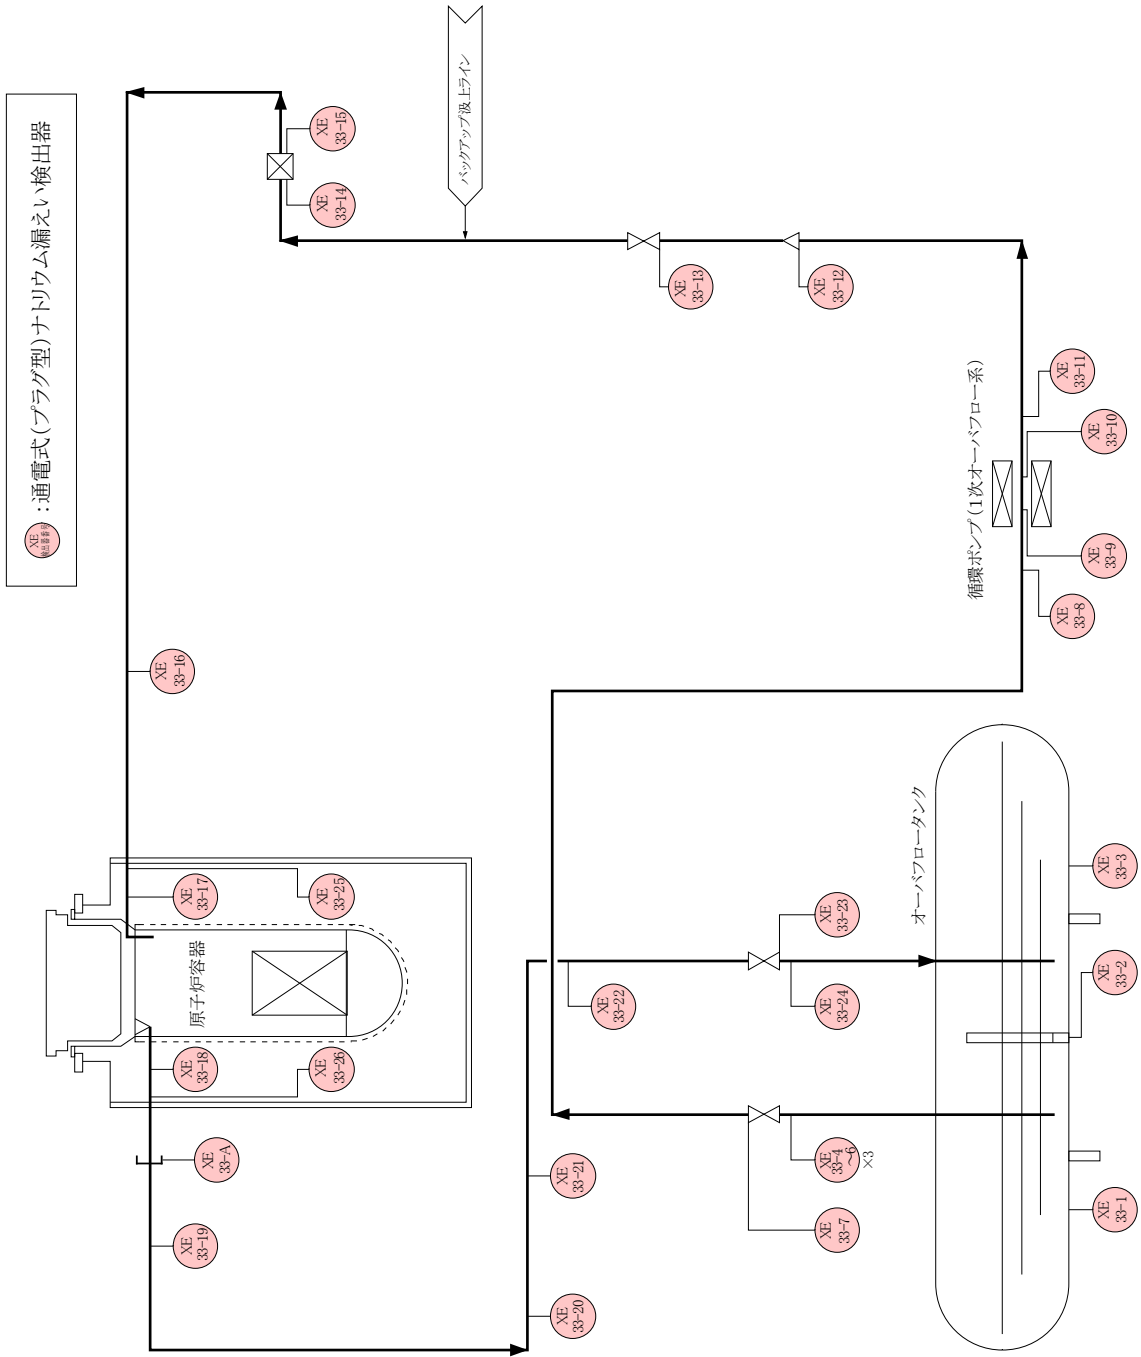 XE
検出器番号
:通電式(プラグ型)ナトリウム漏えい検出器
バックアップ汲上ライン
XE
33-15
XE
33-14
XE
33-13
XE
33-12
循環ポンプ(1次オーバフロー系)
XE
33-11
XE
33-10
XE
33-9
XE
33-8
XE
33-16
XE
33-17
XE
33-25
原子炉容器
XE
33-18
XE
33-26
XE
33-A
XE
33-19
XE
33-20
XE
33-21
XE
33-22
XE
33-23
XE
33-24
XE
33-4
~6
×3
XE
33-7
オーバフロータンク
XE
33-3
XE
33-2
XE
33-1